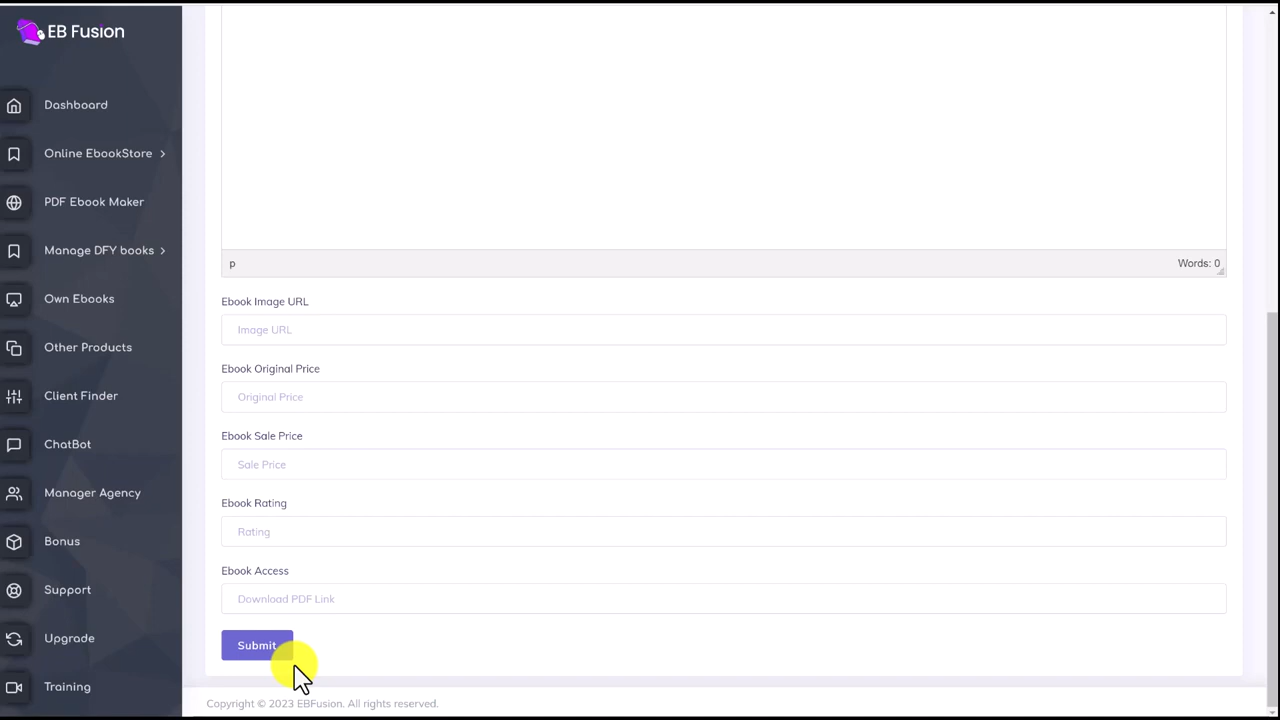 EB Fusion
Dashboard
Online EbookStore
PDF Ebook Maker
Manage DFY books
Own Ebooks
Other Products
Client Finder
ChatBot
Manager Agency
Bonus
Support
Upgrade
Training
p
Words: 0
Ebook Image URL
Image URL
Ebook Original Price
Original Price
Ebook Sale Price
Sale Price
Ebook Rating
Rating
Ebook Access
Download PDF Link
Submit
Copyright © 2023 EBFusion. All rights reserved.